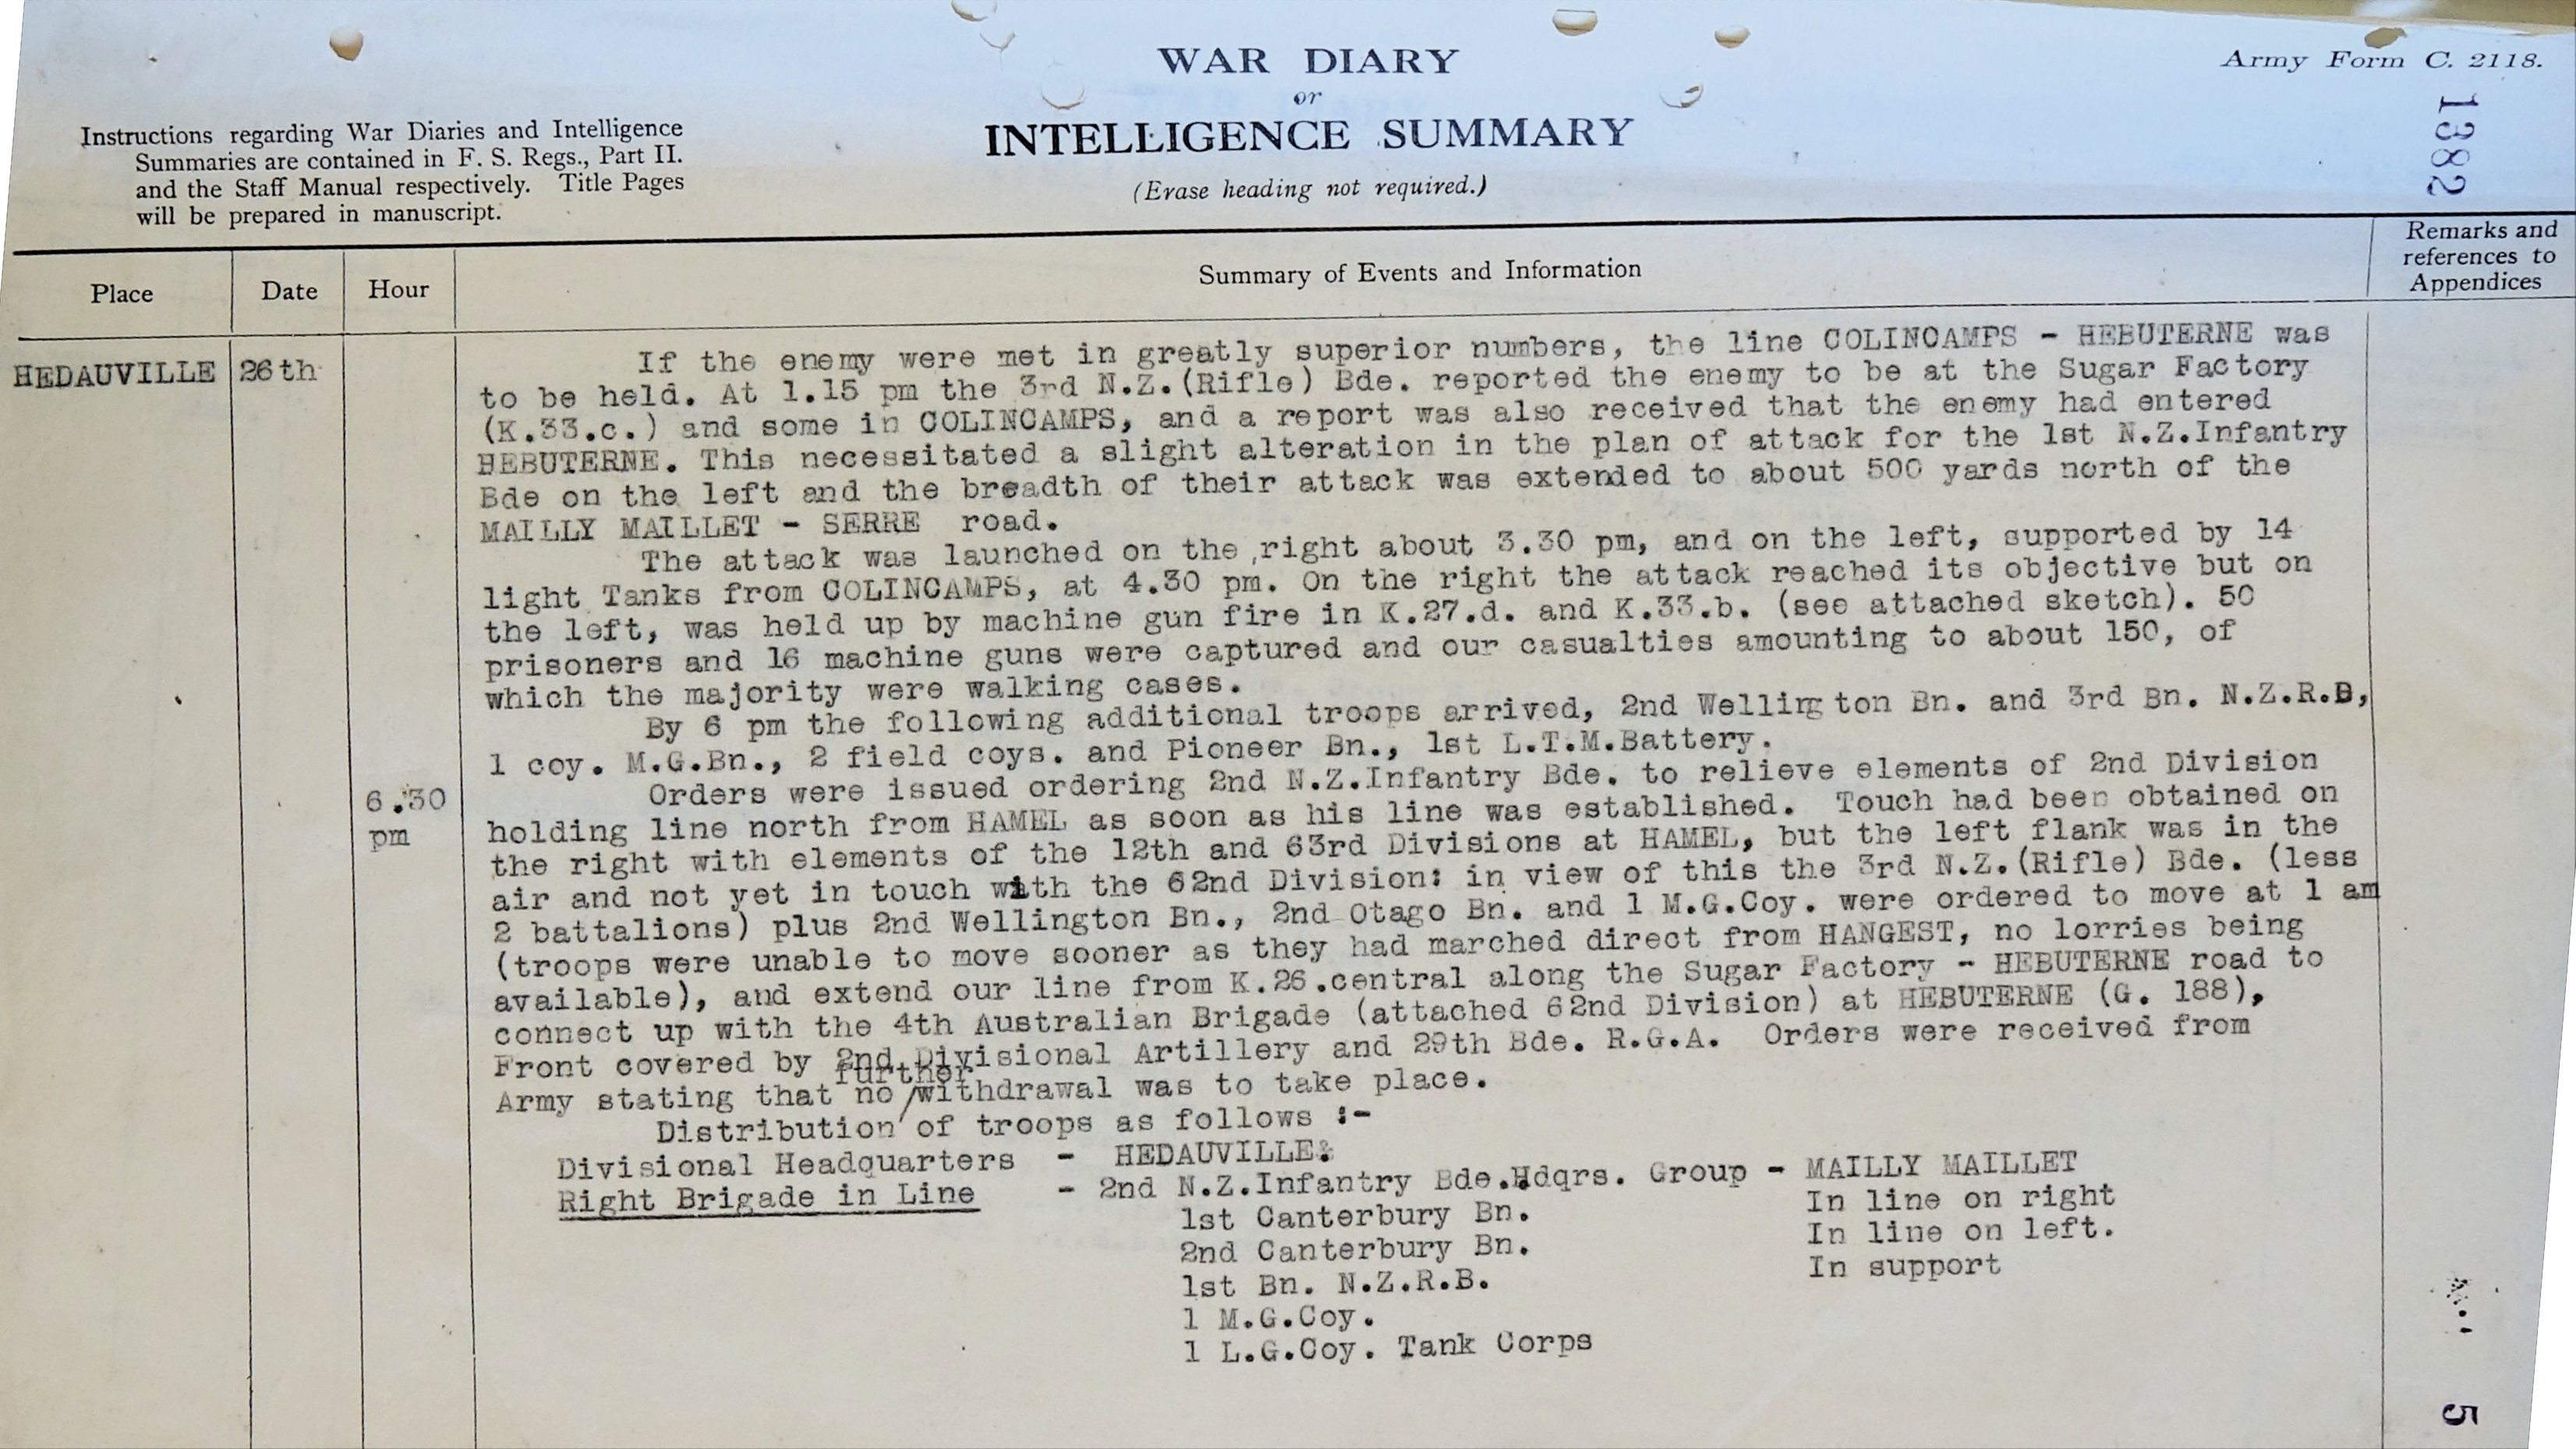 WAR DIARY
or
INTELLIGENCE SUMMARY
(Erase heading not required.)
Army Form C. 2118.
1382
Instructions regarding War Diaries and Intelligence
Summaries are contained in F. S. Regs., Part II.
and the Staff Manual respectively. Title Pages
will be prepared in manuscript.
Place Date Hour Summary of Events and Information
Remarks and
references to
Appendices
HEDAUVILLE 26th
If the enemy were met in greatly superior numbers, the line COLINCAMPS - HEBUTERNE was
to be held. At 1.15 pm the 3rd N.Z.(Rifle) Bde. reported the enemy to be at the Sugar Factory
(K.33.c.) and some in COLINCAMPS, and a report was also received that the enemy had entered
HEBUTERNE. This necessitated a slight alteration in the plan of attack for the 1st N.Z.Infantry
Bde on the left and the breadth of their attack was extended to about 500 yards north of the
MAILLY MAILLET - SERRE road.
The attack was launched on the right about 3.30 pm, and on the left, supported by 14
light Tanks from COLINCAMPS, at 4.30 pm. On the right the attack reached its objective but on
the left, was held up by machine gun fire in K.27.d. and K.33.b. (see attached sketch). 50
prisoners and 16 machine guns were captured and our casualties amounting to about 150, of
which the majority were walking cases.
By 6 pm the following additional troops arrived, 2nd Wellington Bn. and 3rd Bn. N.Z.R.B,
1 coy. M.G.Bn., 2 field coys. and Pioneer Bn., 1st L.T.M.Battery.
6.30
pm
Orders were issued ordering 2nd N.Z.Infantry Bde. to relieve elements of 2nd Division
holding line north from HAMEL as soon as his line was established. Touch had been obtained on
the right with elements of the 12th and 63rd Divisions at HAMEL, but the left flank was in the
air and not yet in touch with the 62nd Division: in view of this the 3rd N.Z.(Rifle) Bde. (less
2 battalions) plus 2nd Wellington Bn., 2nd Otago Bn. and 1 M.G.Coy. were ordered to move at 1 am
(troops were unable to move sooner as they had marched direct from HANGEST, no lorries being
available), and extend our line from K.26.central along the Sugar Factory - HEBUTERNE road to
connect up with the 4th Australian Brigade (attached 62nd Division) at HEBUTERNE (G. 188),
Front covered by 2nd Divisional Artillery and 29th Bde. R.G.A. Orders were received from
further
Army stating that no /withdrawal was to take place.
Distribution of troops as follows :-
Divisional Headquarters - HEDAUVILLE.
Right Brigade in Line - 2nd N.Z.Infantry Bde.Hdqrs. Group - MAILLY MAILLET
1st Canterbury Bn. In line on right
2nd Canterbury Bn. In line on left.
1st Bn. N.Z.R.B. In support
1 M.G.Coy.
1 L.G.Coy. Tank Corps
5